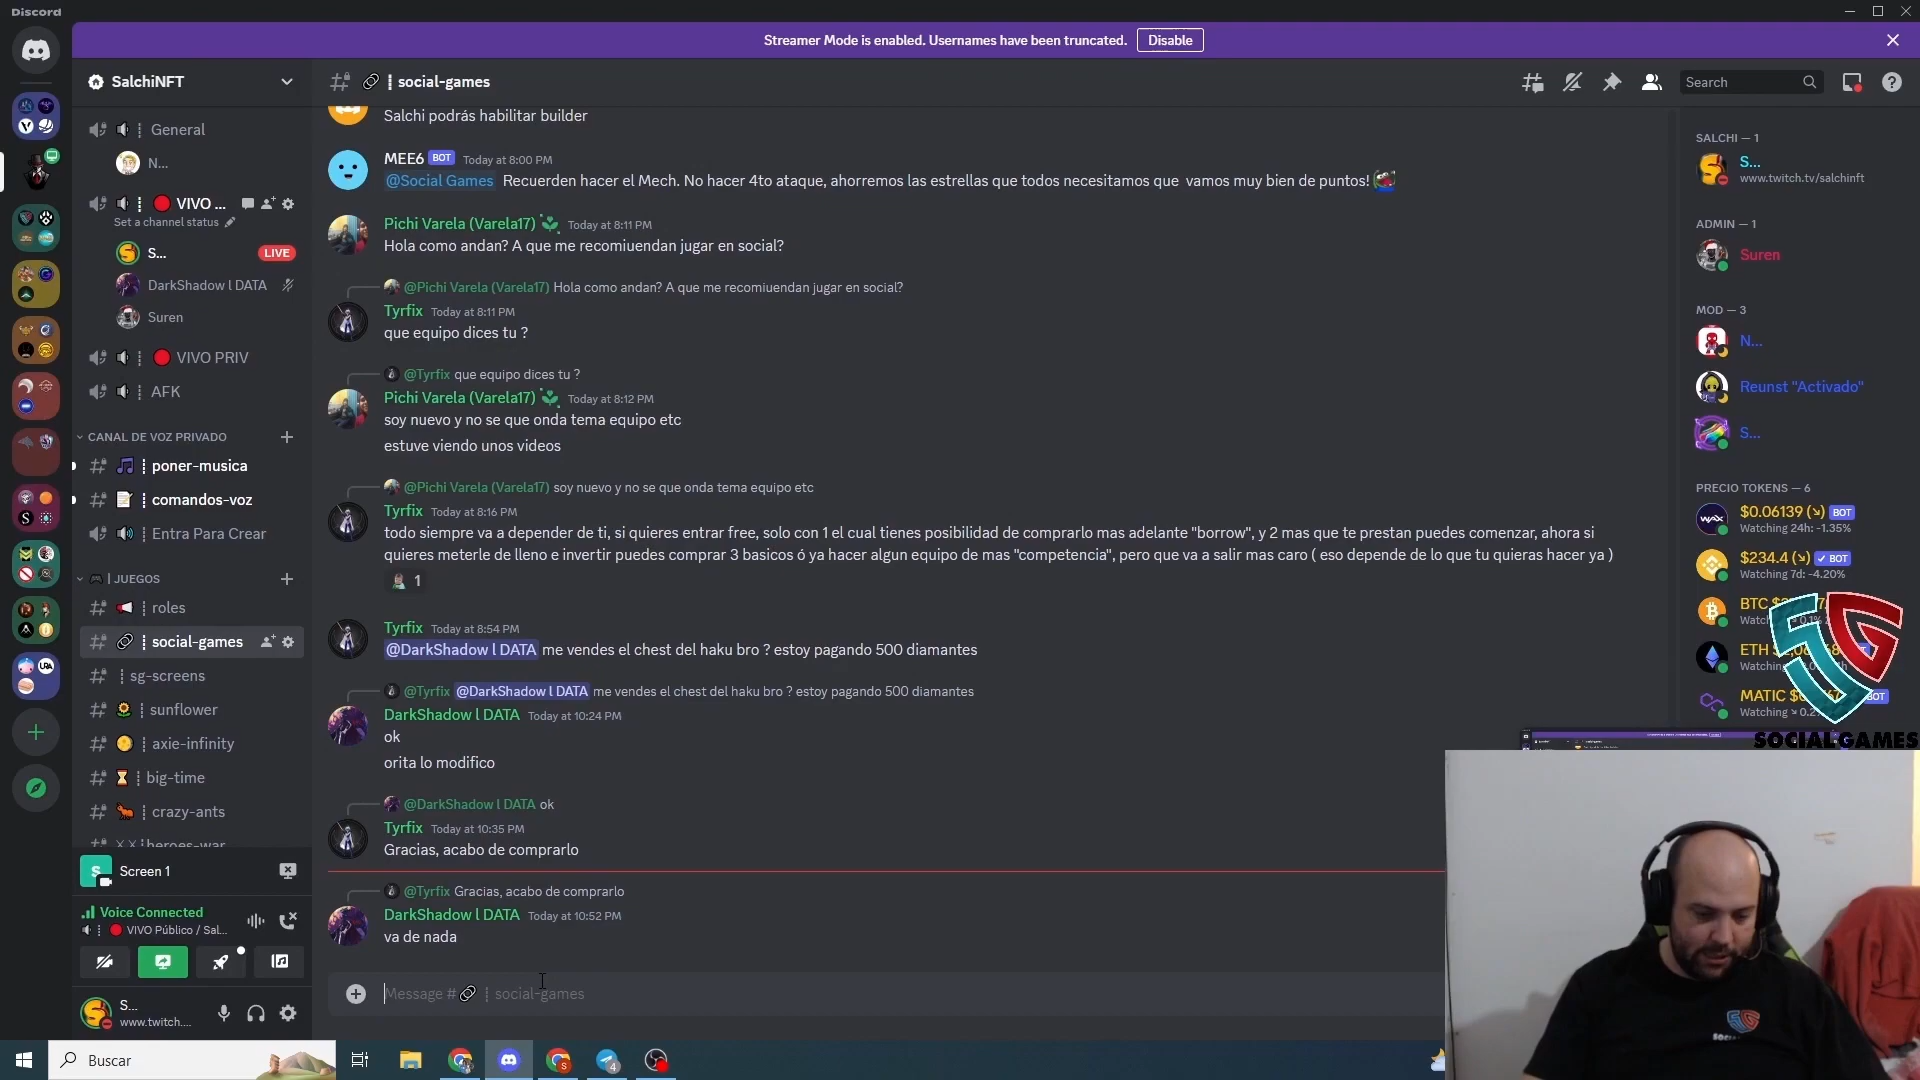 Discord
Streamer Mode is enabled. Usernames have been truncated.
Disable
SalchiNFT
social-games
Search
General
N...
VIVO ...
Set a channel status
S...
LIVE
DarkShadow l DATA
Suren
VIVO PRIV
AFK
CANAL DE VOZ PRIVADO
poner-musica
comandos-voz
Entra Para Crear
| JUEGOS
roles
social-games
sg-screens
sunflower
axie-infinity
big-time
crazy-ants
heroes-war
Screen 1
Voice Connected
VIVO Público / Sal...
S...
www.twitch....
Salchi podrás habilitar builder
MEE6 BOT Today at 8:00 PM
@Social Games Recuerden hacer el Mech. No hacer 4to ataque, ahorremos las estrellas que todos necesitamos que vamos muy bien de puntos!
Pichi Varela (Varela17) Today at 8:11 PM
Hola como andan? A que me recomiuendan jugar en social?
@Pichi Varela (Varela17) Hola como andan? A que me recomiuendan jugar en social?
Tyrfix Today at 8:11 PM
que equipo dices tu ?
@Tyrfix que equipo dices tu ?
Pichi Varela (Varela17) Today at 8:12 PM
soy nuevo y no se que onda tema equipo etc
estuve viendo unos videos
@Pichi Varela (Varela17) soy nuevo y no se que onda tema equipo etc
Tyrfix Today at 8:16 PM
todo siempre va a depender de ti, si quieres entrar free, solo con 1 el cual tienes posibilidad de comprarlo mas adelante "borrow", y 2 mas que te prestan puedes comenzar, ahora si
quieres meterle de lleno e invertir puedes comprar 3 basicos ó ya hacer algun equipo de mas "competencia", pero que va a salir mas caro ( eso depende de lo que tu quieras hacer ya )
1
Tyrfix Today at 8:54 PM
@DarkShadow l DATA me vendes el chest del haku bro ? estoy pagando 500 diamantes
@Tyrfix @DarkShadow l DATA me vendes el chest del haku bro ? estoy pagando 500 diamantes
DarkShadow l DATA Today at 10:24 PM
ok
orita lo modifico
@DarkShadow l DATA ok
Tyrfix Today at 10:35 PM
Gracias, acabo de comprarlo
@Tyrfix Gracias, acabo de comprarlo
DarkShadow l DATA Today at 10:52 PM
va de nada
Message # social-games
SALCHI — 1
S...
www.twitch.tv/salchinft
ADMIN — 1
Suren
MOD — 3
N...
Reunst "Activado"
S...
PRECIO TOKENS — 6
$0.06139 (↘) BOT
Watching 24h: -1.35%
$234.4 (↘) ✓ BOT
Watching 7d: -4.20%
BTC
ETH
MATIC
BOT
Watching
SOCIALGAMES
Buscar
4